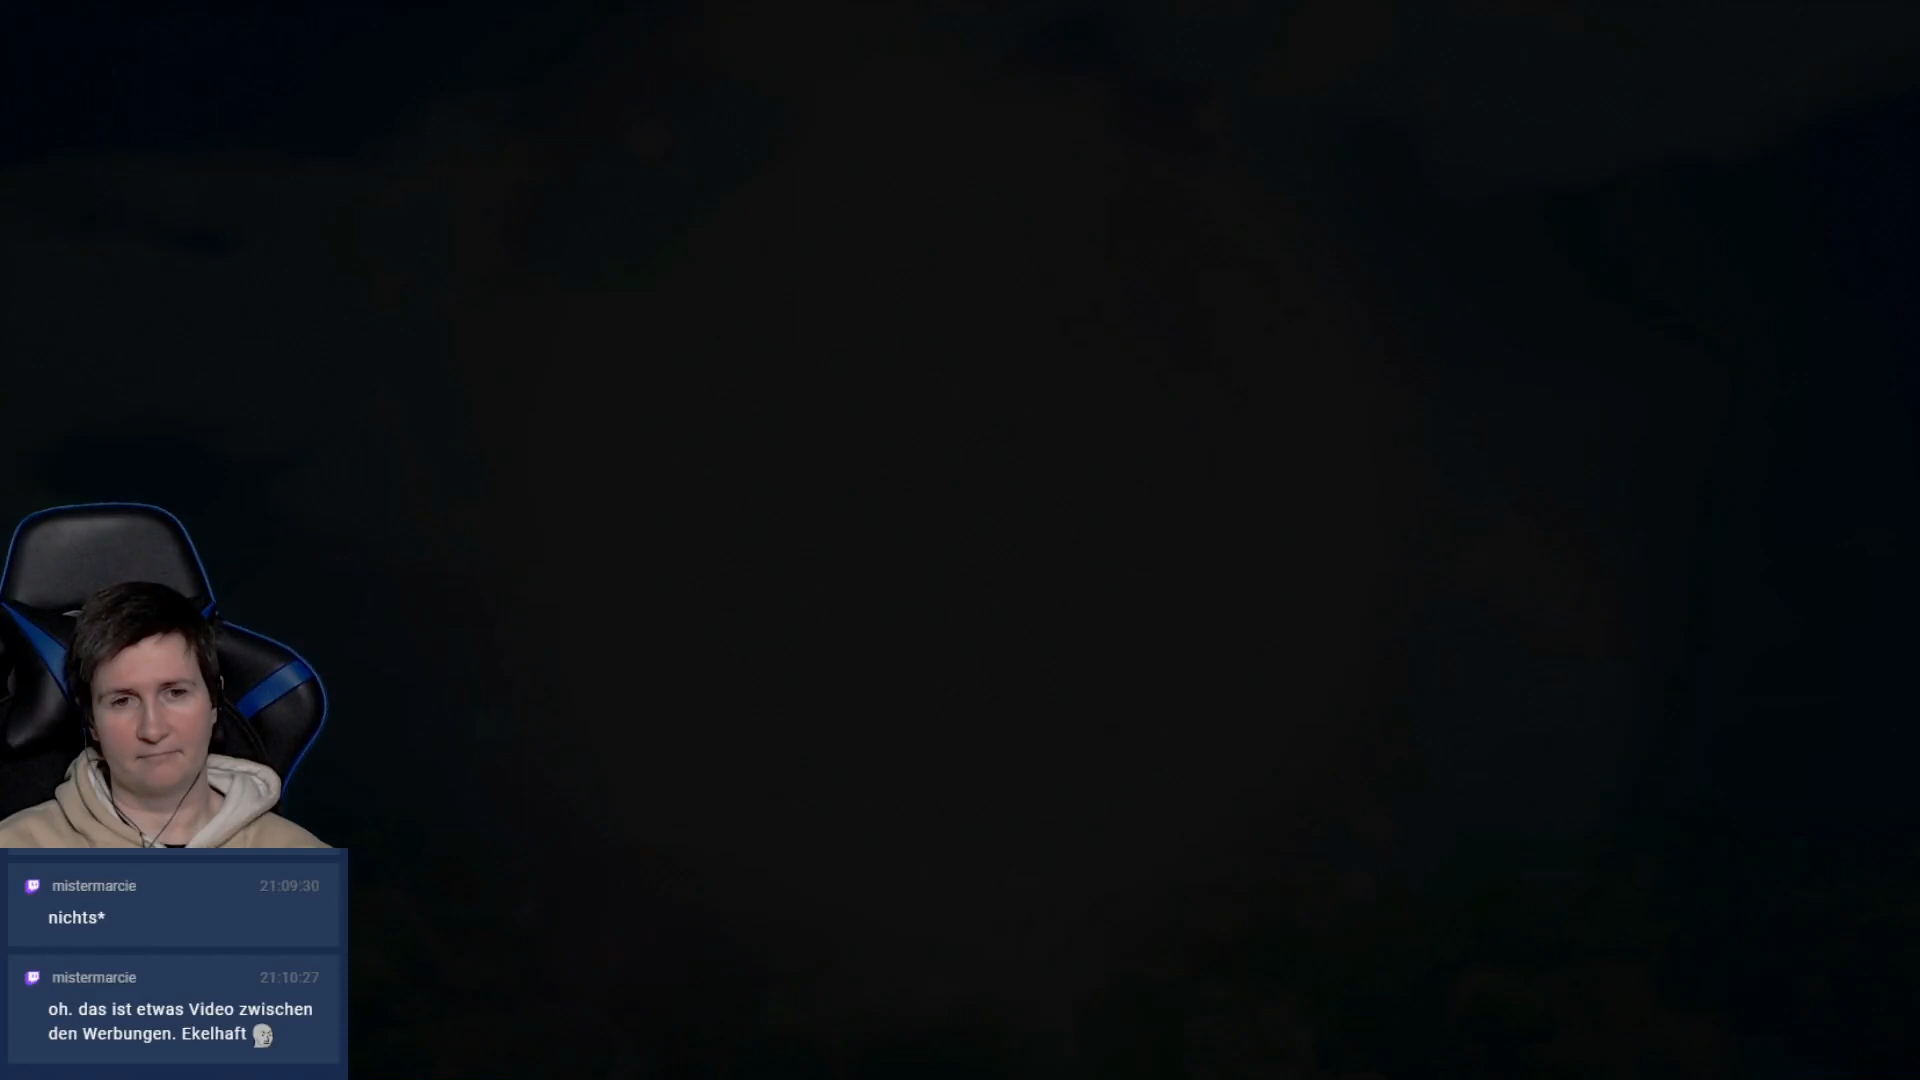 mistermarcie 21:09:30
nichts*
mistermarcie 21:10:27
oh. das ist etwas Video zwischen
den Werbungen. Ekelhaft